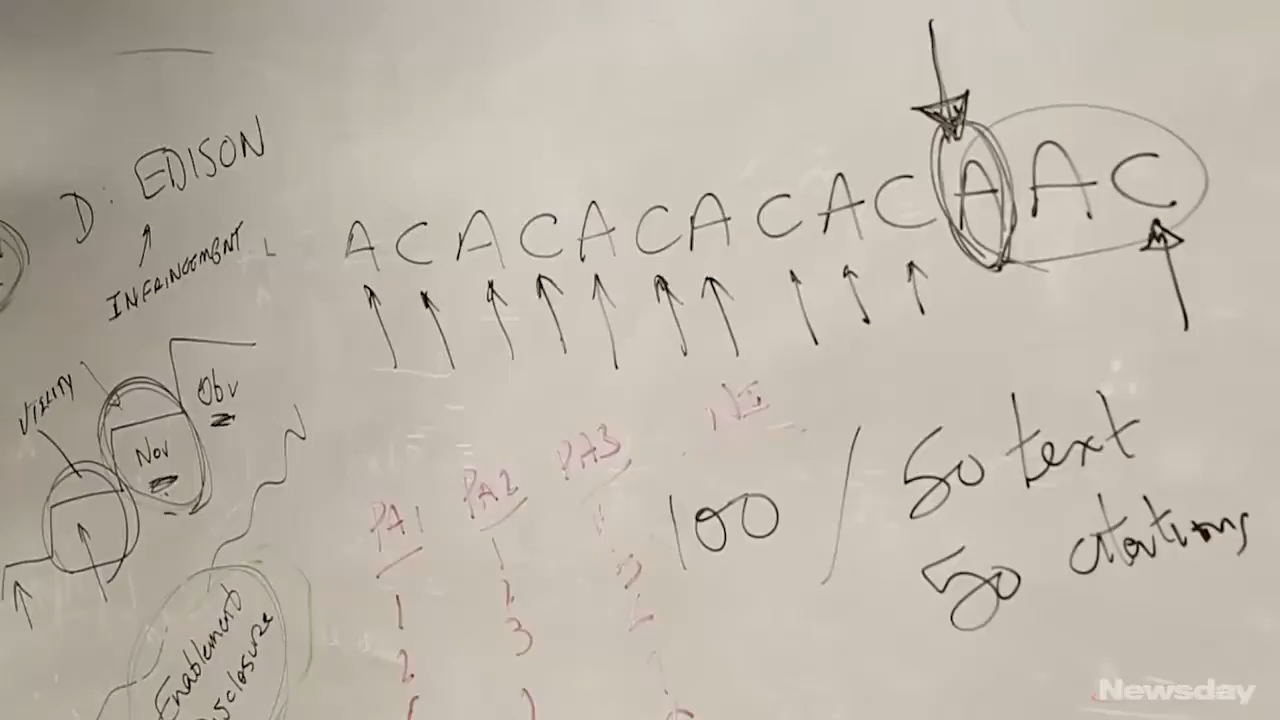 D: EDISON
INFRINGEMENT
A C A C A C A C A C A A C
UTILITY
Nov
Obv
Enablement
Disclosure
PA1
1
2
PA2
1
2
3
PA3
100 / 50 text
50 citations
Newsday